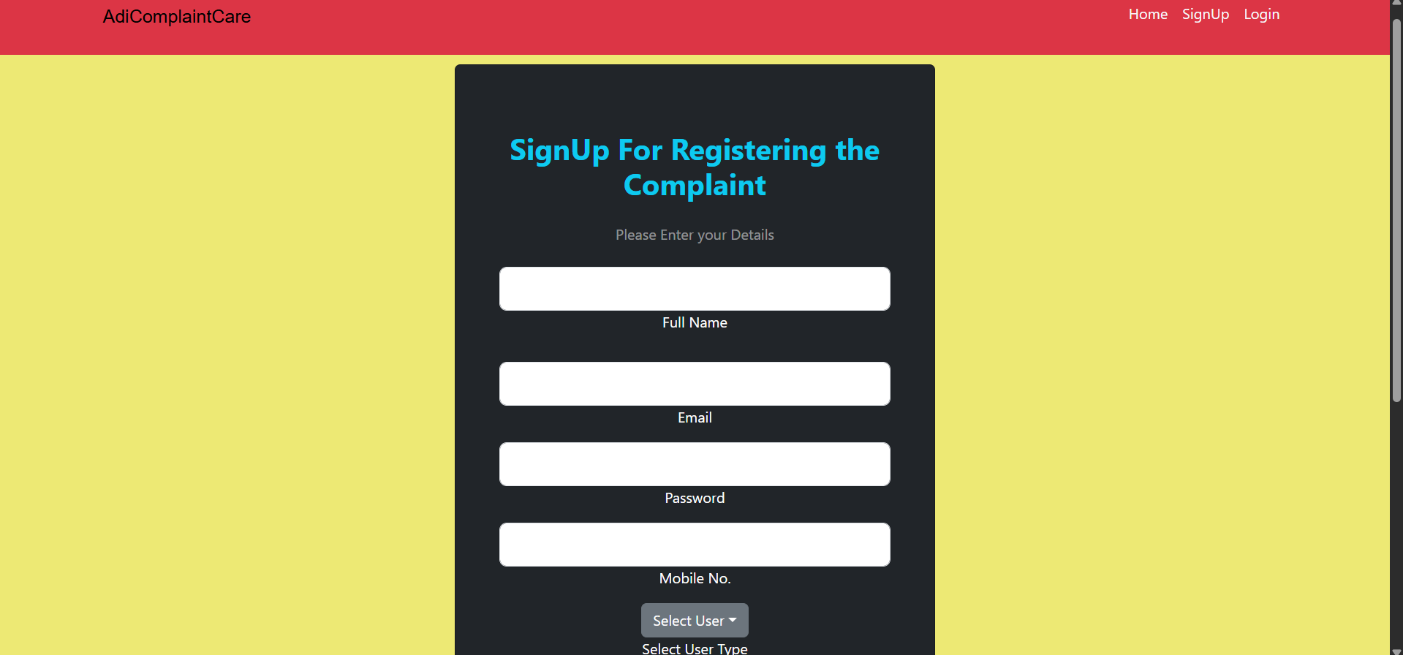 AdiComplaintCare
Home SignUp Login
SignUp For Registering the
Complaint
Please Enter your Details
Full Name
Email
Password
Mobile No.
Select User
Select User Type